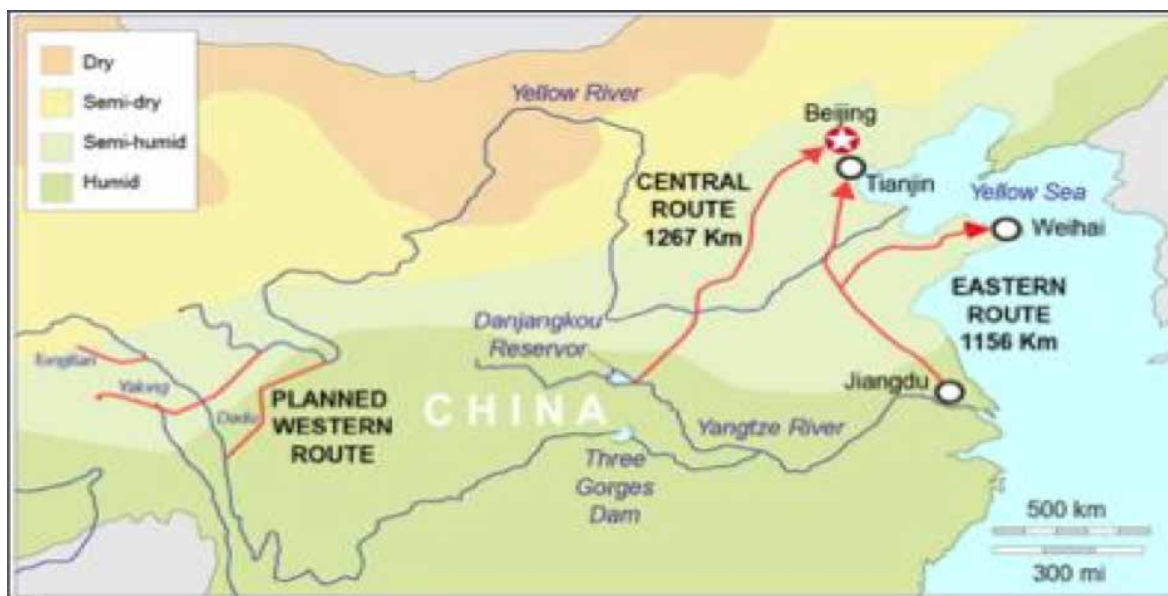 Dry
Semi-dry
Semi-humid
Humid
Yellow River
Beijing
Tianjin
Yellow Sea
Weihai
CENTRAL
ROUTE
1267 Km
EASTERN
ROUTE
1156 Km
Danjangkou
Reservor
Jiangdu
Yalong
Dadu
PLANNED
WESTERN
ROUTE
CHINA
Yangtze River
Three
Gorges
Dam
500 km
300 mi